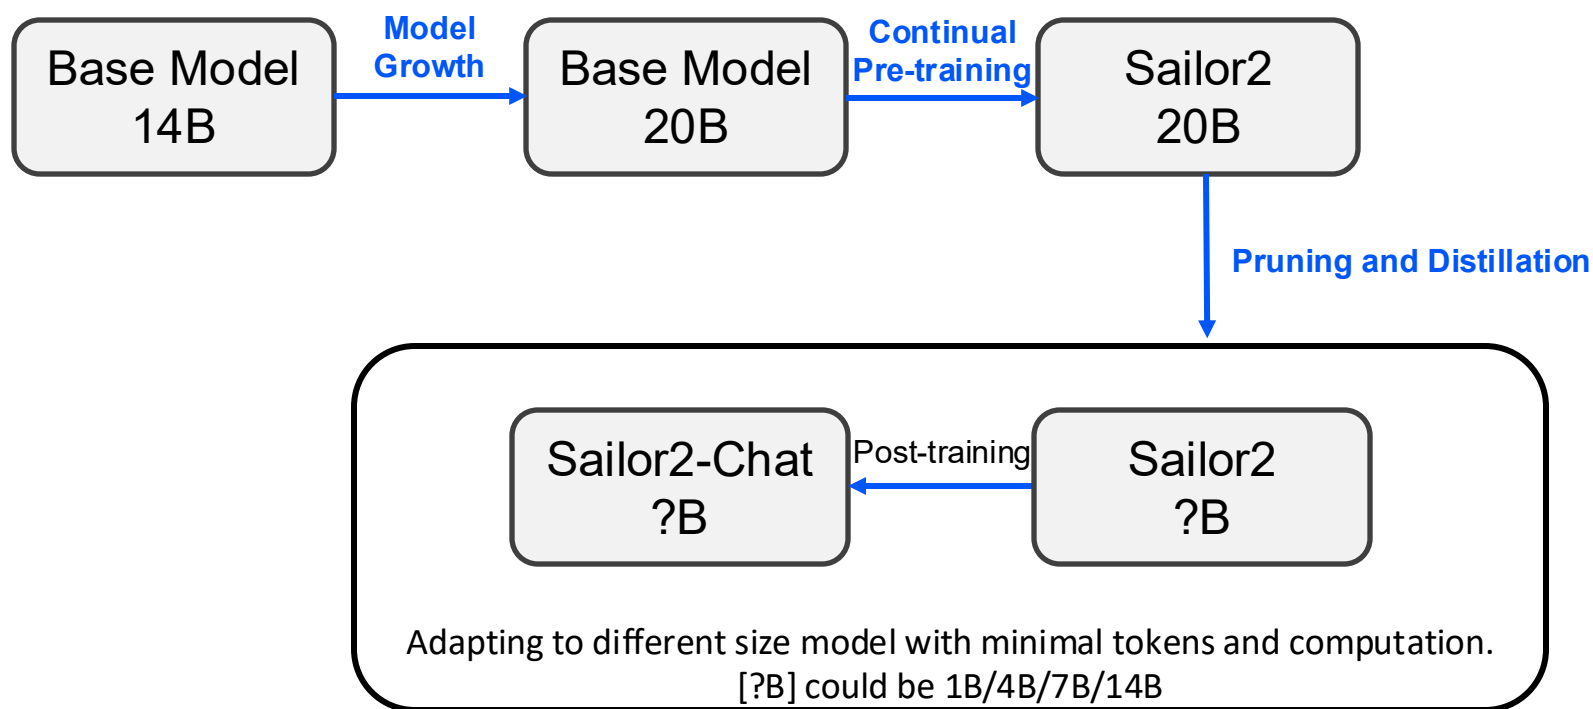 Base Model
14B
Model
Growth
Base Model
20B
Continual
Pre-training
Sailor2
20B
Pruning and Distillation
Sailor2-Chat
?B
Post-training
Sailor2
?B
Adapting to different size model with minimal tokens and computation.
[?B] could be 1B/4B/7B/14B